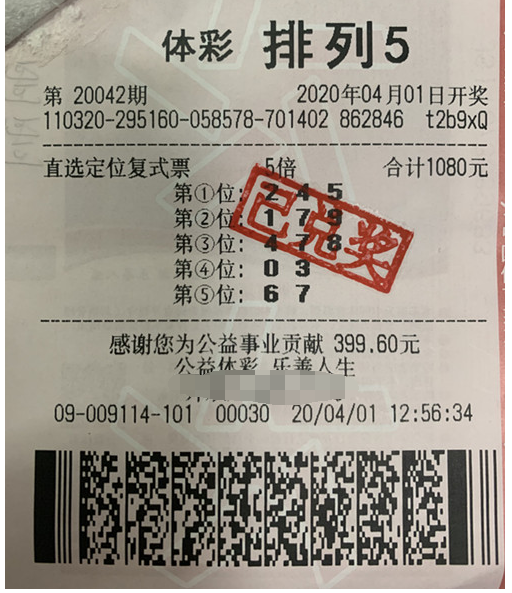 体彩 排列5
第 20042期 2020年04月01日开奖
110320-295160-058578-701402 862846 t2b9xQ
直选定位复式票 5倍 合计1080元
第①位: 2 4 5
第②位: 1 7 9
第③位: 4 7 8
第④位: 0 3
第⑤位: 6 7
已兑奖
感谢您为公益事业贡献 399.60元
公益体彩 乐善人生
09-009114-101 00030 20/04/01 12:56:34